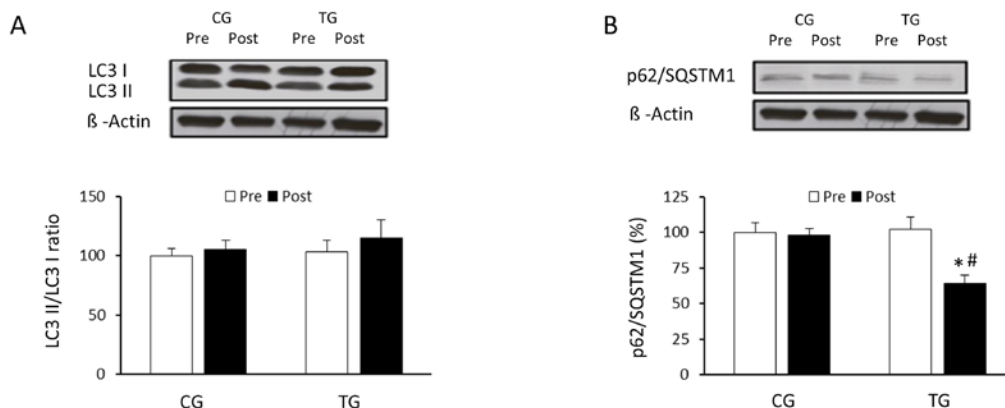 A
CG TG
Pre Post Pre Post
LC3 I
LC3 II
ß -Actin
150
100
50
0
LC3 II/LC3 I ratio
Pre Post
CG TG
B
CG TG
Pre Post Pre Post
p62/SQSTM1
ß -Actin
125
100
75
50
25
0
p62/SQSTM1 (%)
Pre Post
*#
CG TG